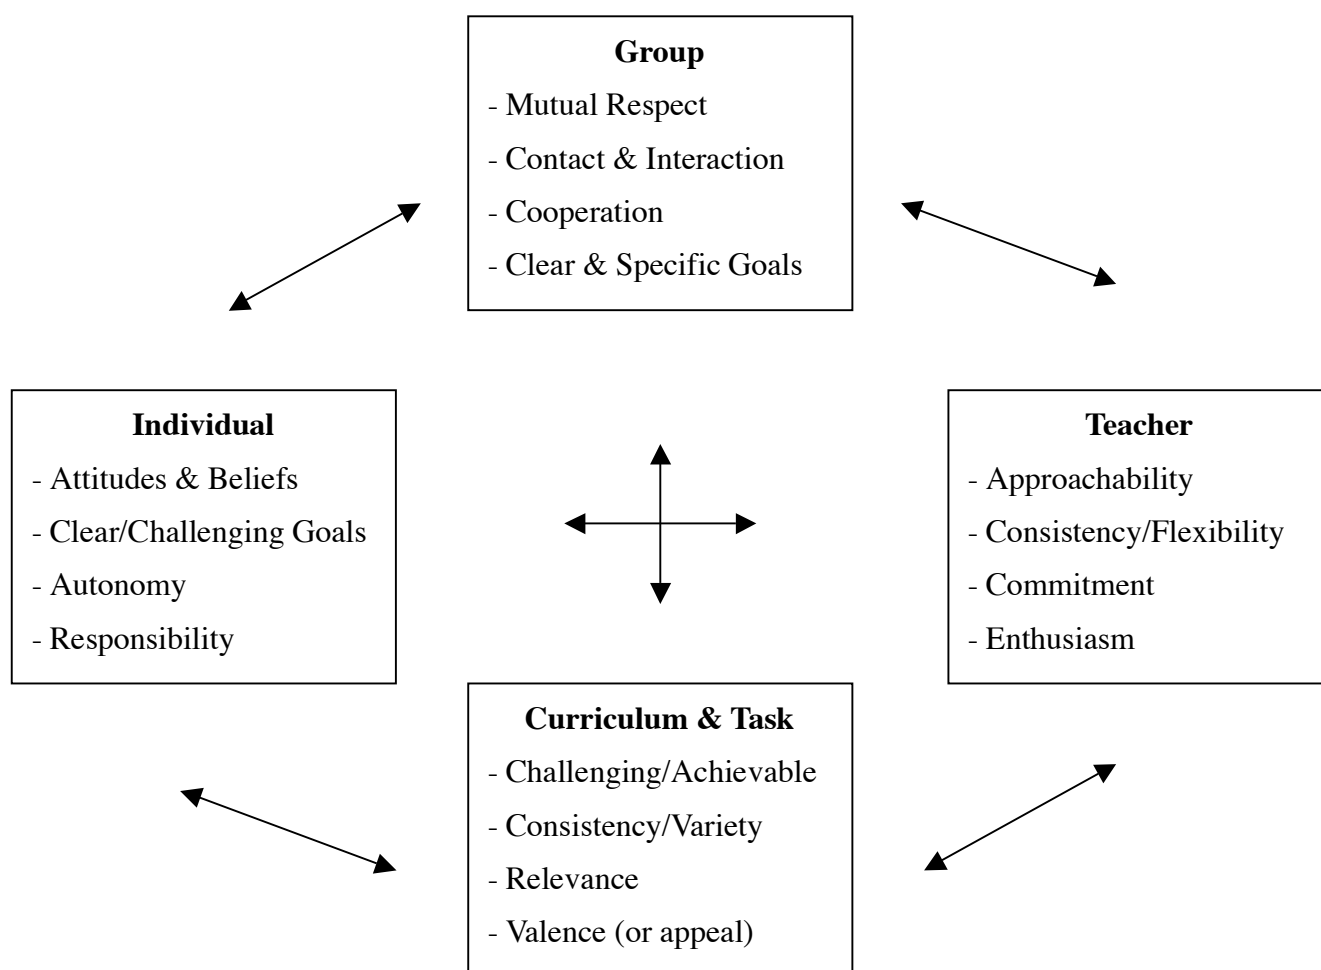 Group
- Mutual Respect
- Contact & Interaction
- Cooperation
- Clear & Specific Goals
Individual
- Attitudes & Beliefs
- Clear/Challenging Goals
- Autonomy
- Responsibility
Teacher
- Approachability
- Consistency/Flexibility
- Commitment
- Enthusiasm
Curriculum & Task
- Challenging/Achievable
- Consistency/Variety
- Relevance
- Valence (or appeal)